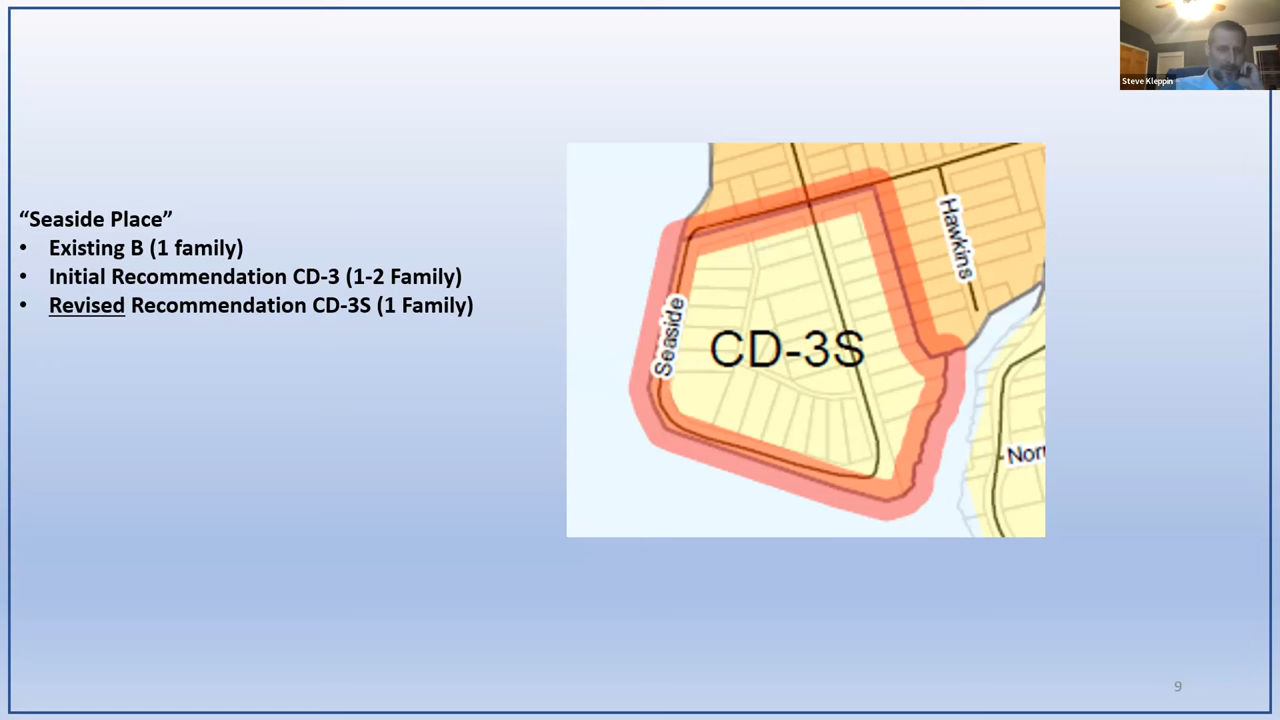 Steve Kleppin
“Seaside Place”
• Existing B (1 family)
• Initial Recommendation CD-3 (1-2 Family)
• Revised Recommendation CD-3S (1 Family)
Hawkins
Seaside
CD-3S
Nor
9